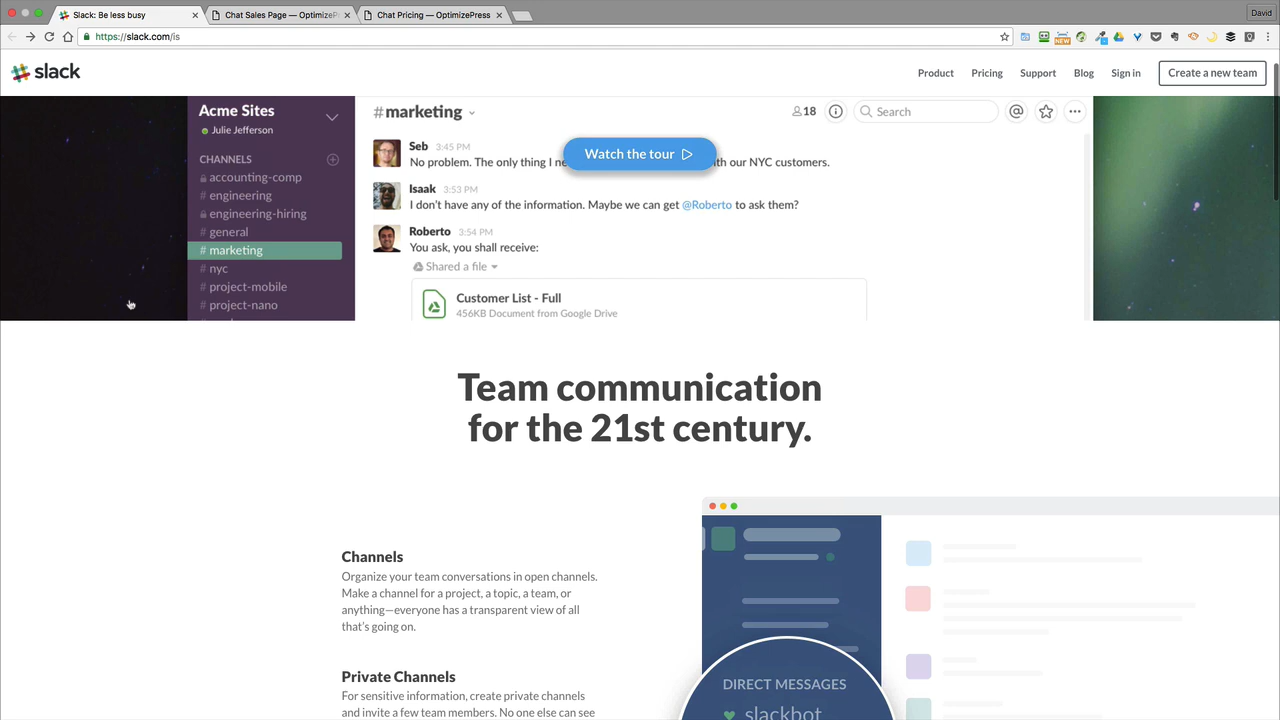 Slack: Be less busy
Chat Sales Page — OptimizeP
Chat Pricing — OptimizePress
David
https://slack.com/is
NEW
slack
Product
Pricing
Support
Blog
Sign in
Create a new team
Acme Sites
Julie Jefferson
CHANNELS
accounting-comp
# engineering
engineering-hiring
# general
# marketing
# nyc
# project-mobile
# project-nano
#marketing
18
Search
Seb 3:45 PM
No problem. The only thing I ne
th our NYC customers.
Watch the tour
Isaak 3:53 PM
I don't have any of the information. Maybe we can get @Roberto to ask them?
Roberto 3:54 PM
You ask, you shall receive:
Shared a file
Customer List - Full
456KB Document from Google Drive
Team communication
for the 21st century.
Channels
Organize your team conversations in open channels.
Make a channel for a project, a topic, a team, or
anything—everyone has a transparent view of all
that's going on.
Private Channels
For sensitive information, create private channels
and invite a few team members. No one else can see
DIRECT MESSAGES
slackbot